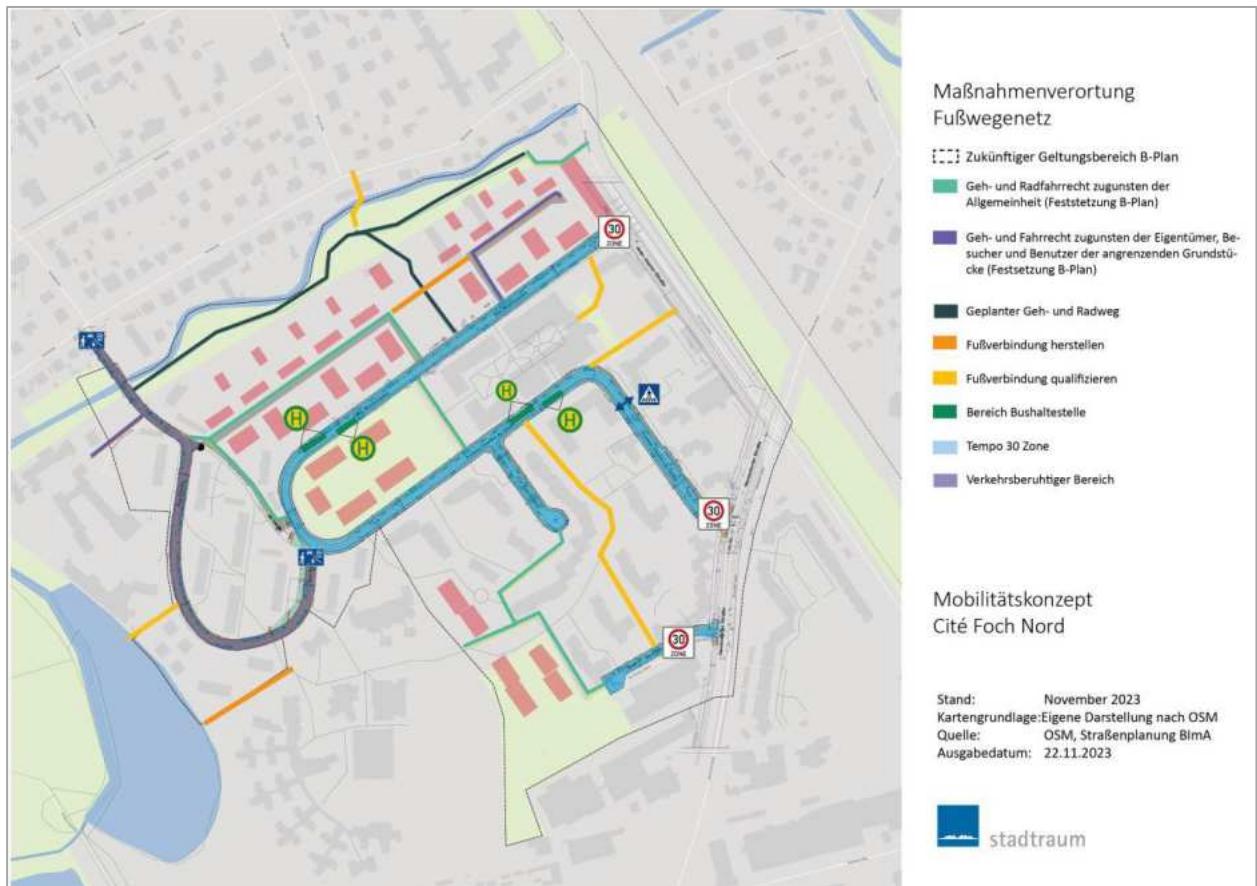 Maßnahmenverortung
Fußwegenetz
Zukünftiger Geltungsbereich B-Plan
Geh- und Radfahrrecht zugunsten der
Allgemeinheit (Feststetzung B-Plan)
Geh- und Fahrrecht zugunsten der Eigentümer, Be-
sucher und Benutzer der angrenzenden Grundstü-
cke (Festsetzung B-Plan)
Geplanter Geh- und Radweg
Fußverbindung herstellen
Fußverbindung qualifizieren
Bereich Bushaltestelle
Tempo 30 Zone
Verkehrsberuhtiger Bereich
Mobilitätskonzept
Cité Foch Nord
Stand: November 2023
Kartengrundlage:Eigene Darstellung nach OSM
Quelle: OSM, Straßenplanung BImA
Ausgabedatum: 22.11.2023
stadtraum
30
ZONE
H
H
H
H
30
ZONE
30
ZONE